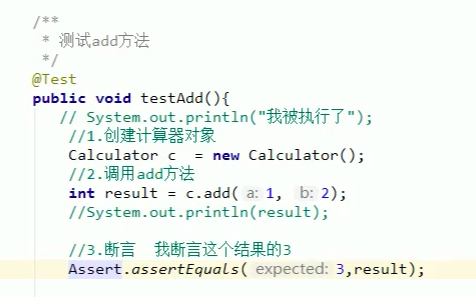 /**
 * 测试add方法
 */
@Test
public void testAdd(){
// System.out.println("我被执行了");
//1.创建计算器对象
Calculator c  = new Calculator();
//2.调用add方法
int result = c.add( a: 1,  b: 2);
//System.out.println(result);
//3.断言  我断言这个结果的3
Assert.assertEquals( expected: 3,result);